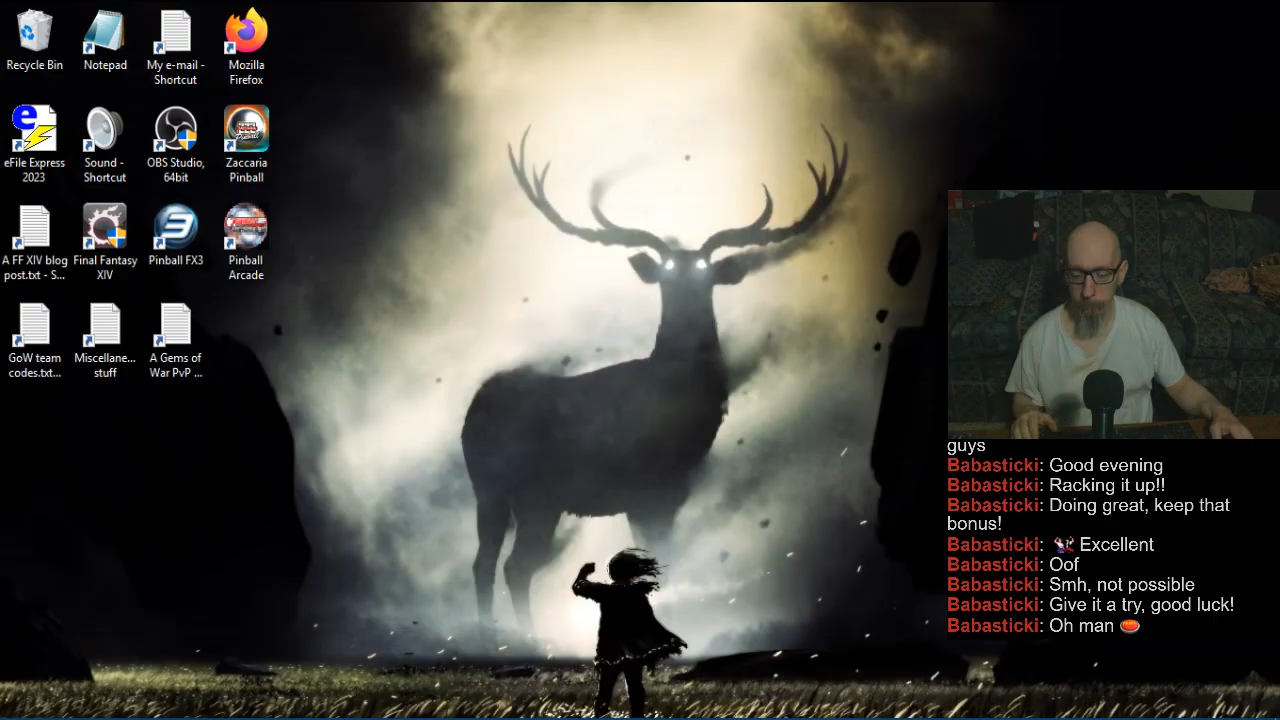 Recycle Bin
Notepad
My e-mail -
Shortcut
Mozilla
Firefox
eFile Express
2023
Sound -
Shortcut
OBS Studio,
64bit
Zaccaria
Pinball
A FF XIV blog
post.txt - S...
Final Fantasy
XIV
Pinball FX3
Pinball
Arcade
GoW team
codes.txt...
Miscellane...
stuff
A Gems of
War PvP ...
guys
Babasticki: Good evening
Babasticki: Racking it up!!
Babasticki: Doing great, keep that
bonus!
Babasticki: Excellent
Babasticki: Oof
Babasticki: Smh, not possible
Babasticki: Give it a try, good luck!
Babasticki: Oh man